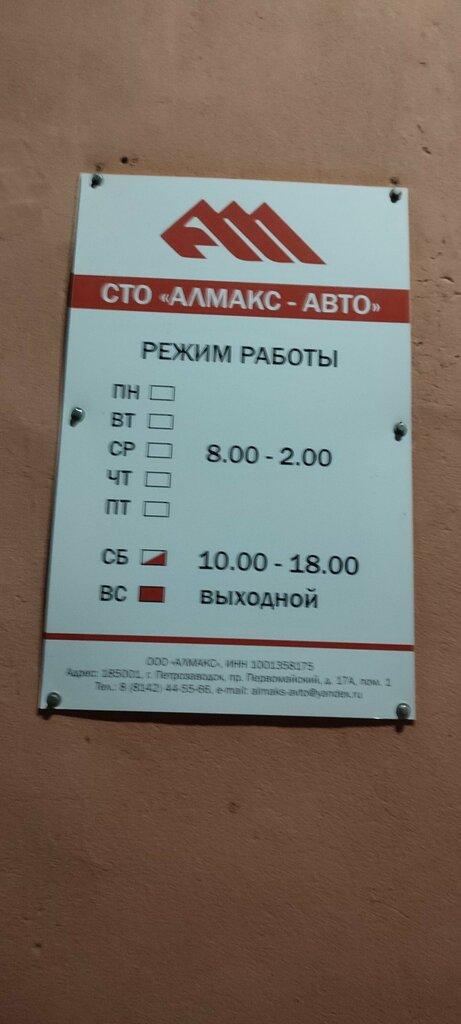 СТО «АЛМАКС - АВТО»
РЕЖИМ РАБОТЫ
ПН
ВТ
СР 8.00 - 2.00
ЧТ
ПТ
СБ 10.00 - 18.00
ВС выходной
ООО «АЛМАКС», ИНН 1001358175
Адрес: 185001, г. Петрозаводск, пр. Первомайский, д. 17А, пом. 1
Тел.: 8 (8142) 44-55-66, e-mail: almaks-avto@yandex.ru